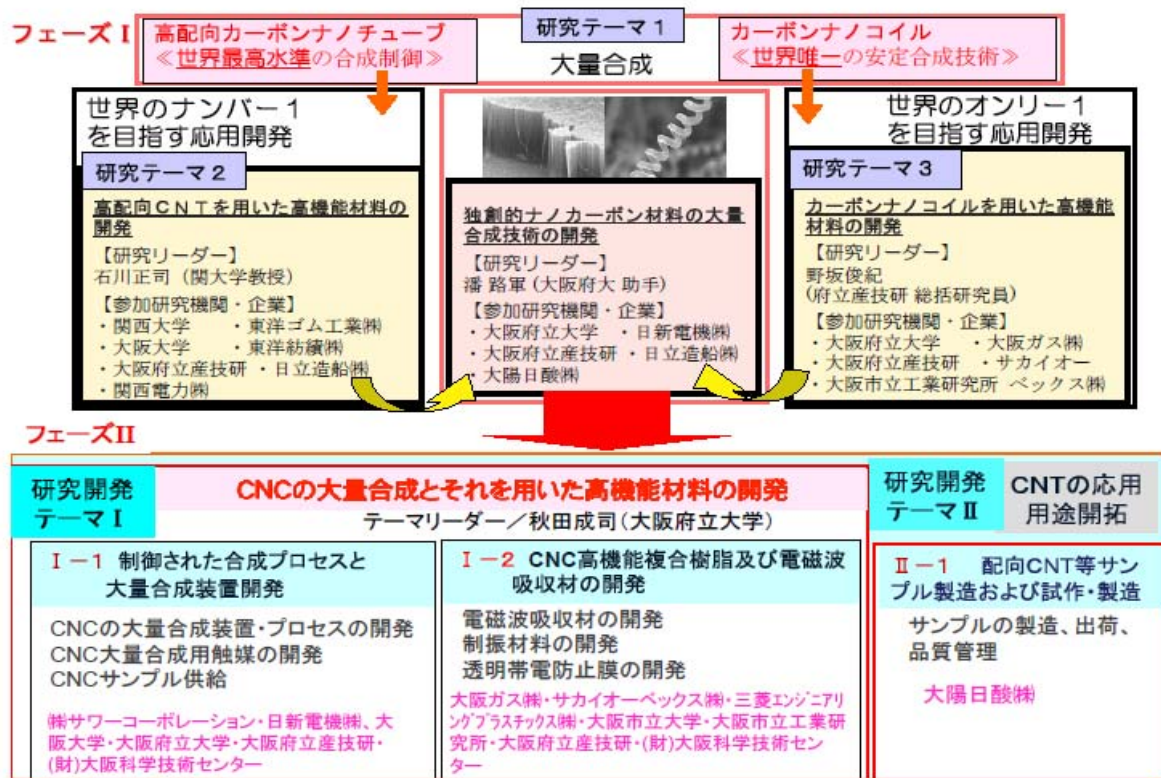 フェーズⅠ
高配向カーボンナノチューブ
≪世界最高水準の合成制御≫
研究テーマ1
大量合成
カーボンナノコイル
≪世界唯一の安定合成技術≫
世界のナンバー1
を目指す応用開発
研究テーマ2
高配向CNTを用いた高機能材料の
開発
【研究リーダー】
石川正司 (関大学教授)
【参加研究機関・企業】
・関西大学 ・東洋ゴム工業㈱
・大阪大学 ・東洋紡績㈱
・大阪府立産技研 ・日立造船㈱
・関西電力㈱
独創的ナノカーボン材料の大量
合成技術の開発
【研究リーダー】
潘 路軍 (大阪府大 助手)
【参加研究機関・企業】
・大阪府立大学 ・日新電機㈱
・大阪府立産技研 ・日立造船㈱
・大陽日酸㈱
世界のオンリー1
を目指す応用開発
研究テーマ3
カーボンナノコイルを用いた高機能
材料の開発
【研究リーダー】
野坂俊紀
(府立産技研 総括研究員)
【参加研究機関・企業】
・大阪府立大学 ・大阪ガス㈱
・大阪府立産技研 ・サカイオー
・大阪市立工業研究所 ベックス㈱
フェーズⅡ
研究開発
テーマⅠ
CNCの大量合成とそれを用いた高機能材料の開発
テーマリーダー／秋田成司(大阪府立大学)
Ⅰ－1 制御された合成プロセスと
大量合成装置開発
CNCの大量合成装置・プロセスの開発
CNC大量合成用触媒の開発
CNCサンプル供給
㈱サワーコーポレーション・日新電機㈱、大
阪大学・大阪府立大学・大阪府立産技研・
(財)大阪科学技術センター
Ⅰ－2 CNC高機能複合樹脂及び電磁波
吸収材の開発
電磁波吸収材の開発
制振材料の開発
透明帯電防止膜の開発
大阪ガス㈱・サカイオーベックス㈱・三菱エンジニアリ
ングプラスチックス㈱・大阪市立大学・大阪市立工業研
究所・大阪府立産技研・(財)大阪科学技術セン
ター
研究開発
テーマⅡ
CNTの応用
用途開拓
Ⅱ－1 配向CNT等サン
プル製造および試作・製造
サンプルの製造、出荷、
品質管理
大陽日酸㈱